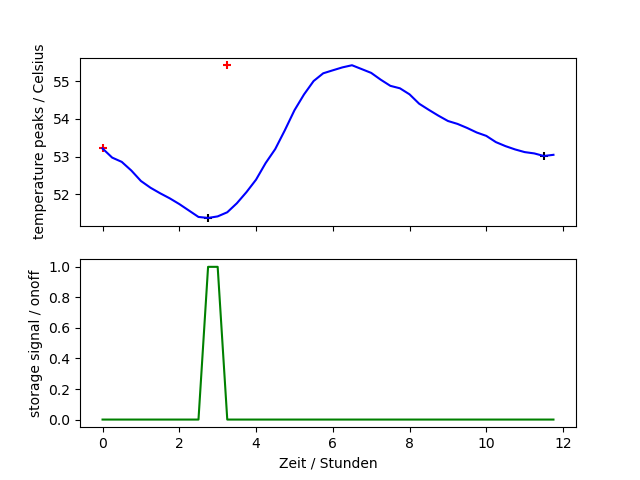 temperature peaks / Celsius
55
54
53
52
storage signal / onoff
1.0
0.8
0.6
0.4
0.2
0.0
0 2 4 6 8 10 12
Zeit / Stunden